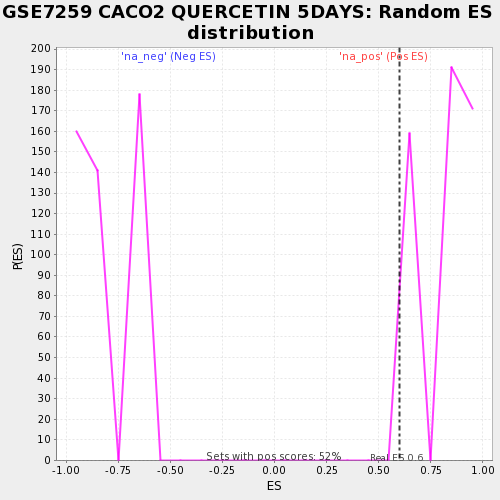 GSE7259 CACO2 QUERCETIN 5DAYS: Random ES
distribution
'na_neg' (Neg ES)
'na_pos' (Pos ES)
200
190
180
170
160
150
140
130
120
110
100
90
80
70
60
50
40
30
20
10
0
P(ES)
Sets with pos scores: 52%
Real ES 0.6
-1.00 -0.75 -0.50 -0.25 0.00 0.25 0.50 0.75 1.00
ES